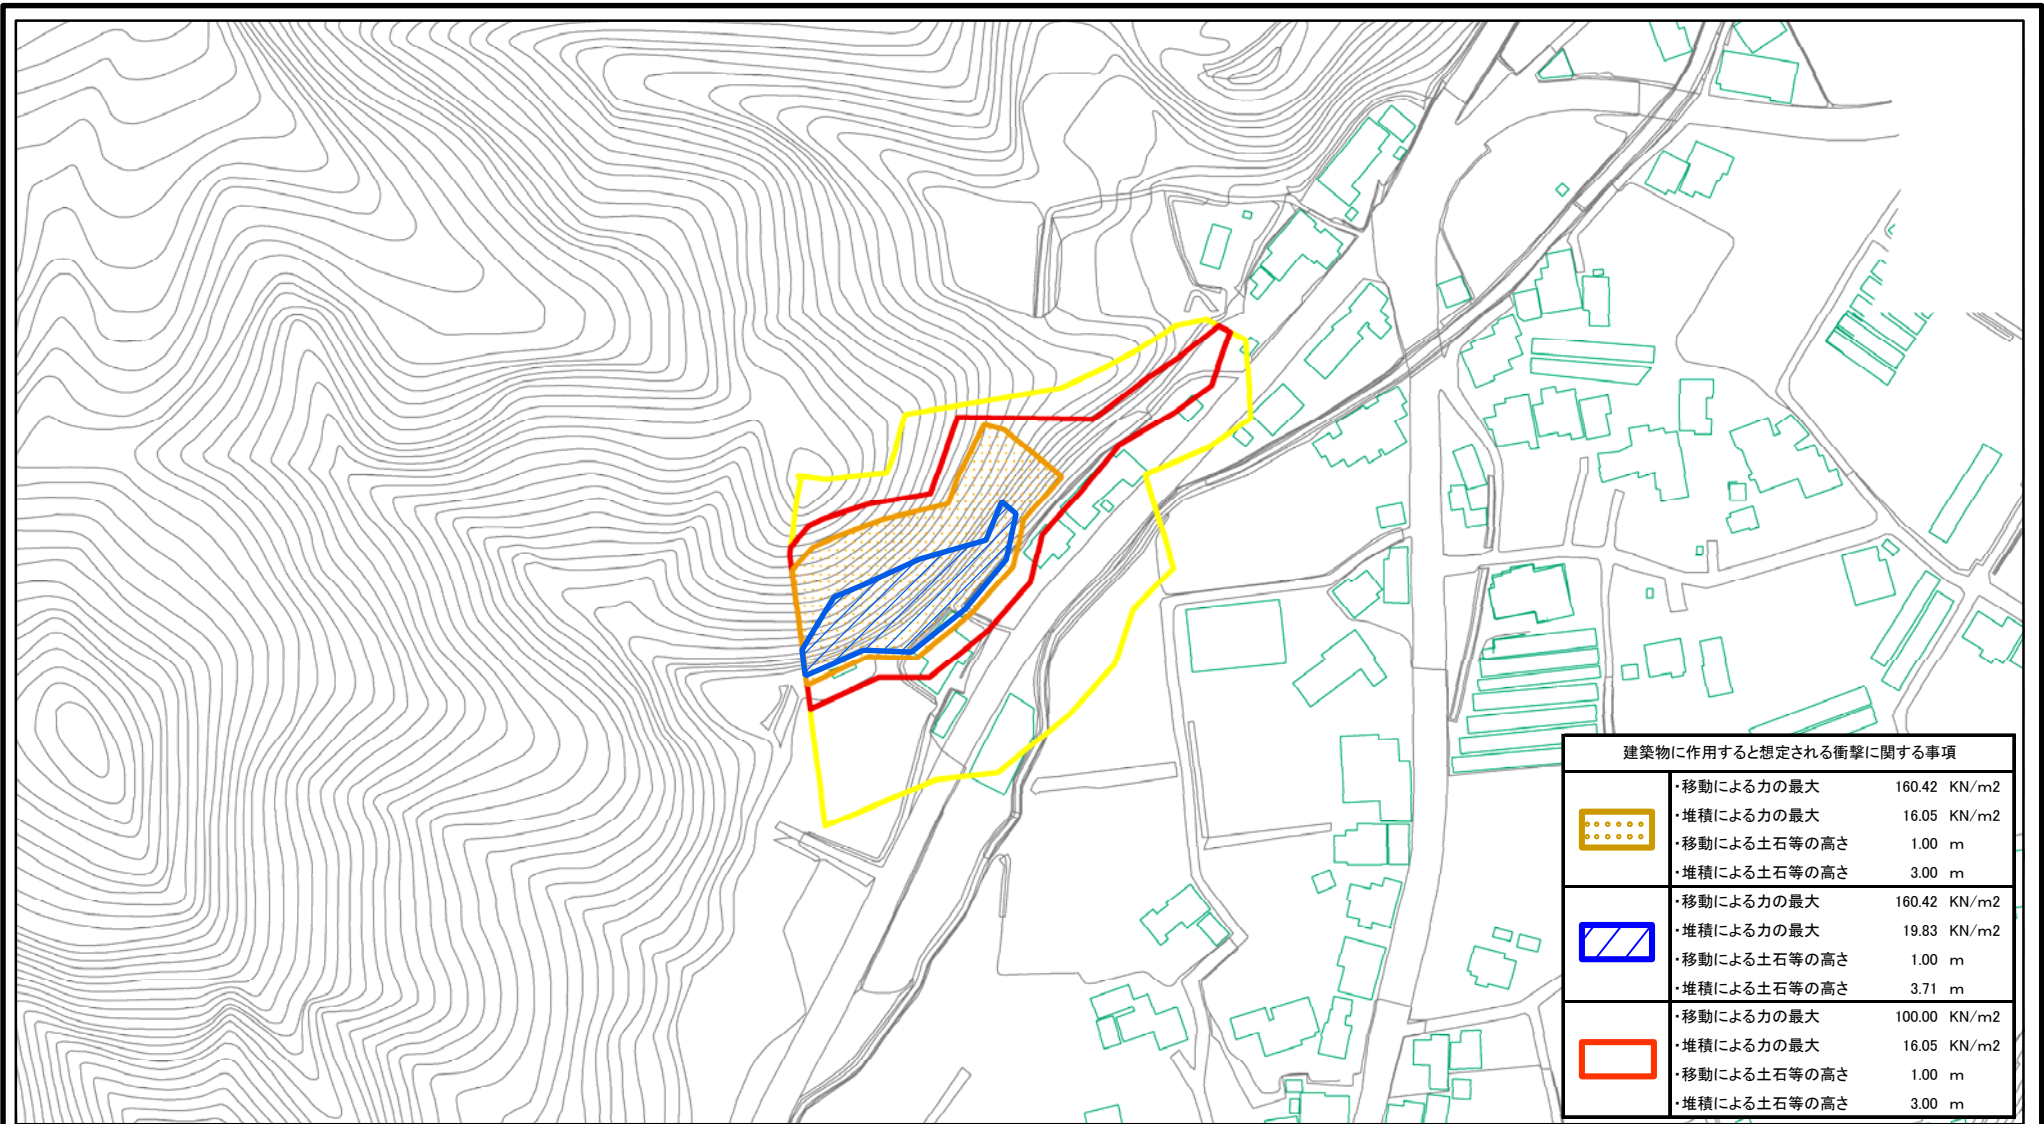 建築物に作用すると想定される衝撃に関する事項
・移動による力の最大 160.42 KN/m2
・堆積による力の最大 16.05 KN/m2
・移動による土石等の高さ 1.00 m
・堆積による土石等の高さ 3.00 m
・移動による力の最大 160.42 KN/m2
・堆積による力の最大 19.83 KN/m2
・移動による土石等の高さ 1.00 m
・堆積による土石等の高さ 3.71 m
・移動による力の最大 100.00 KN/m2
・堆積による力の最大 16.05 KN/m2
・移動による土石等の高さ 1.00 m
・堆積による土石等の高さ 3.00 m